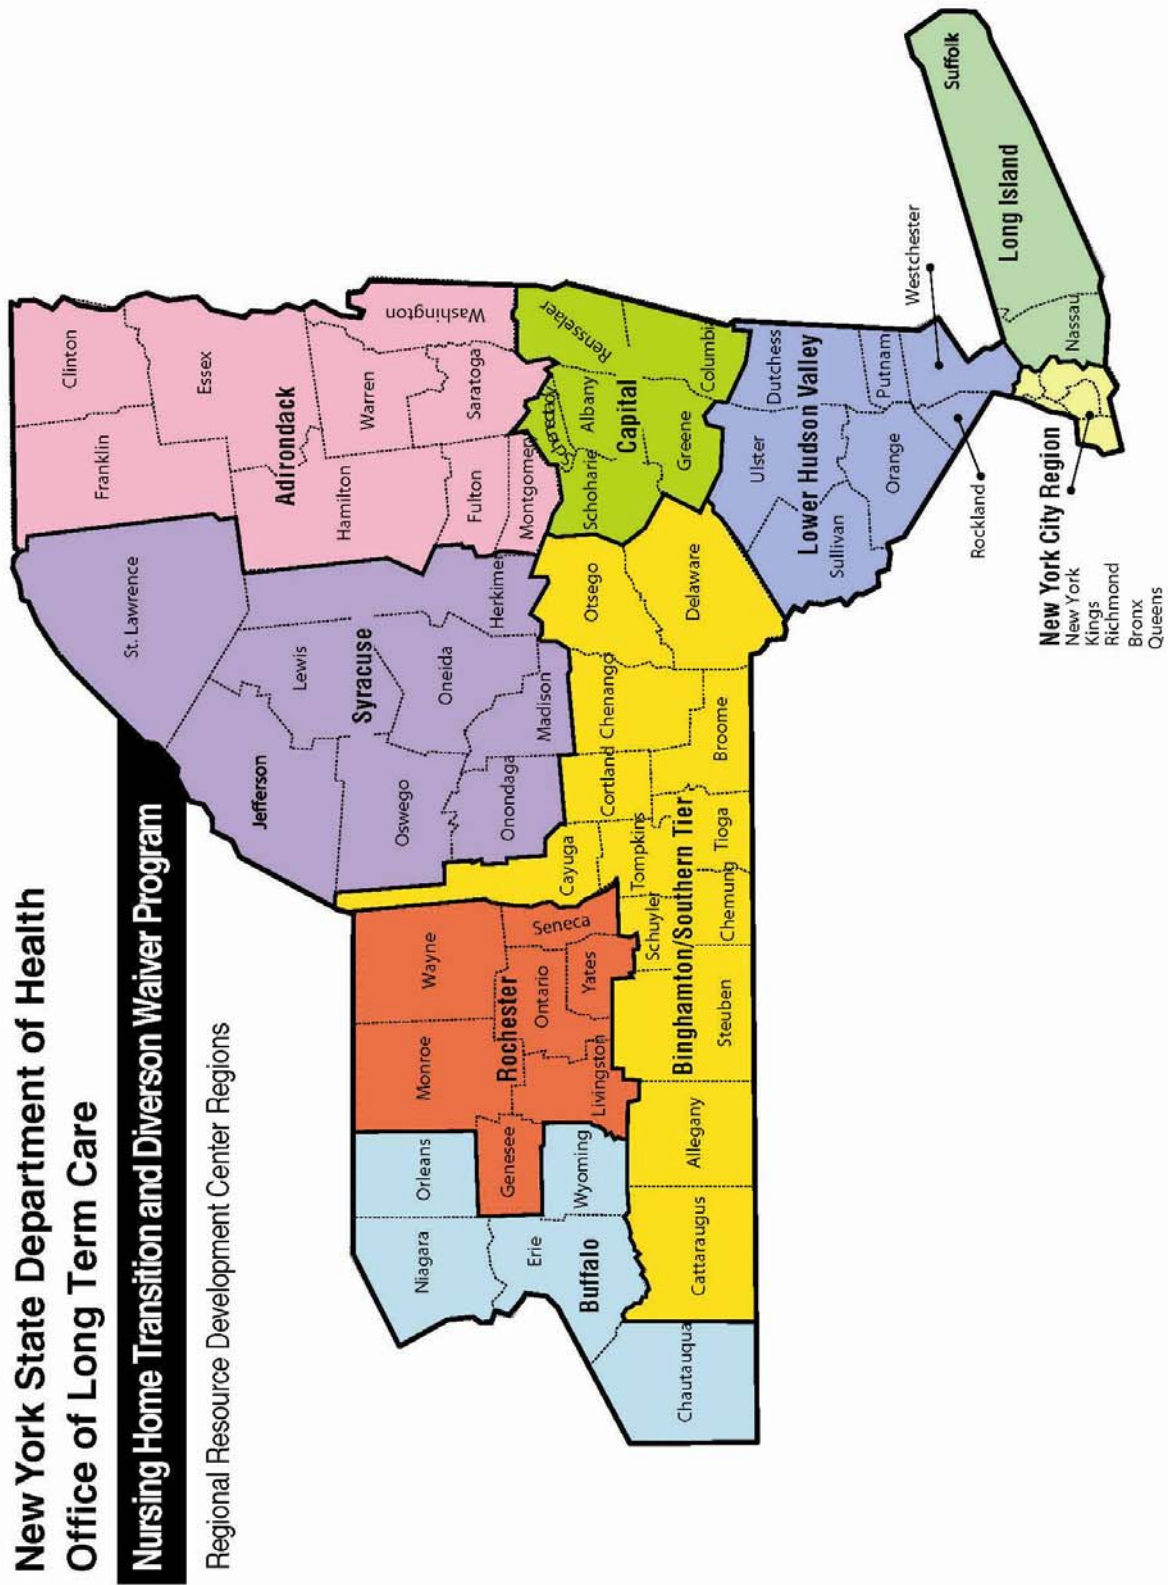 New York State Department of Health
Office of Long Term Care
Nursing Home Transition and Diverson Waiver Program
Regional Resource Development Center Regions
Clinton
Franklin
St. Lawrence
Essex
Adirondack
Hamilton
Warren
Washington
Saratoga
Fulton
Montgomery
Jefferson
Lewis
Syracuse
Oswego
Oneida
Herkimer
Onondaga
Madison
Niagara
Orleans
Monroe
Wayne
Genesee
Rochester
Ontario
Seneca
Yates
Livingston
Erie
Wyoming
Buffalo
Chautauqua
Cattaraugus
Allegany
Steuben
Binghamton/Southern Tier
Schuyler
Chemung
Cayuga
Tompkins
Tioga
Cortland
Chenango
Broome
Otsego
Delaware
Schoharie
Schenectady
Albany
Rensselaer
Capital
Greene
Columbi
Ulster
Dutchess
Lower Hudson Valley
Sullivan
Orange
Putnam
Rockland
Westchester
Suffolk
Long Island
Nassau
New York City Region
New York
Kings
Richmond
Bronx
Queens